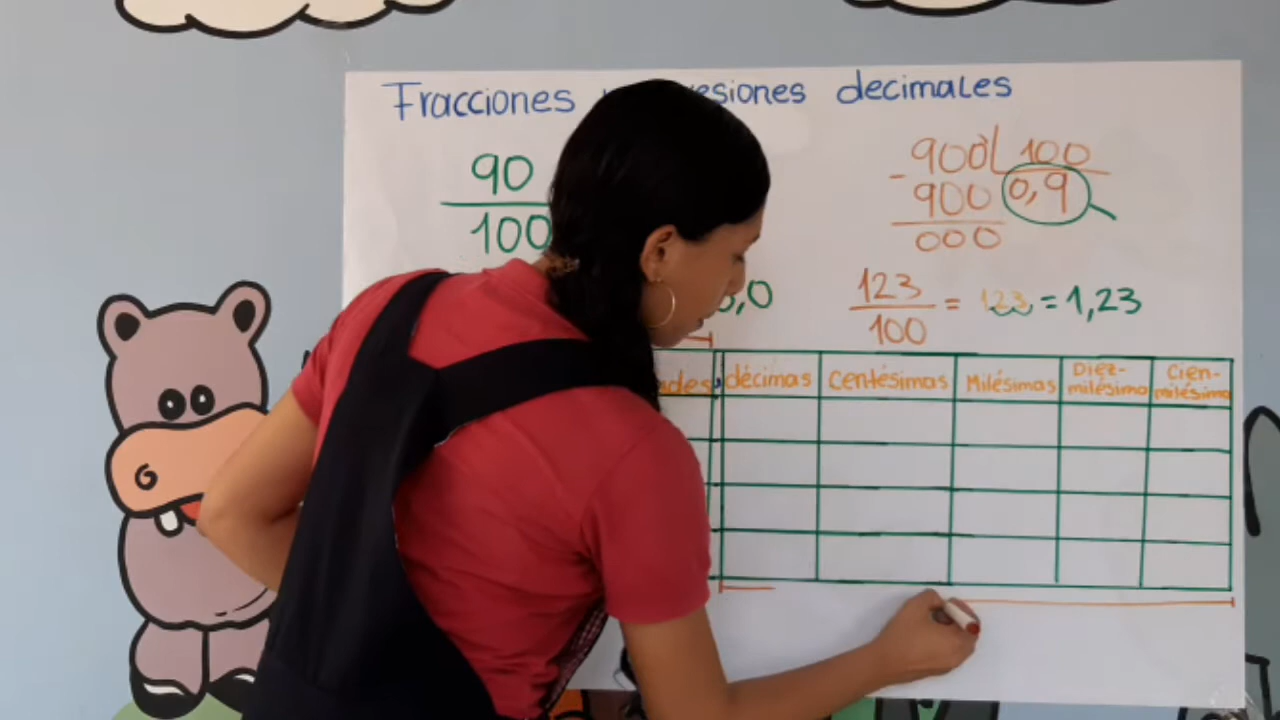 Fracciones decimales
90
100
900 100
- 900 0,9
000
123
100
= 123 = 1,23
,0
décimas Centésimas Milésimas Diez-milésima Cien-milésima